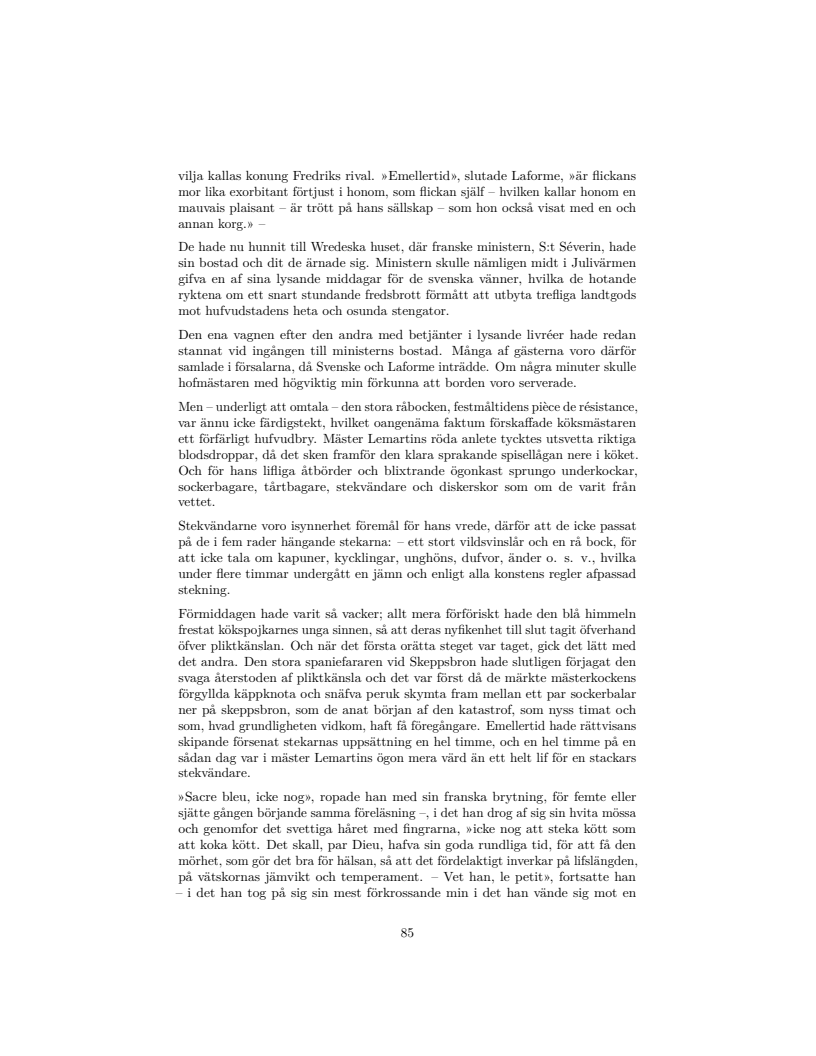 vilja kallas konung Fredriks rival. »Emellertid», slutade Laforme, »är flickans
mor lika exorbitant förtjust i honom, som flickan själf – hvilken kallar honom en
mauvais plaisant – är trött på hans sällskap – som hon också visat med en och
annan korg.» –
De hade nu hunnit till Wredeska huset, där franske ministern, S:t Séverin, hade
sin bostad och dit de ärnade sig. Ministern skulle nämligen midt i Julivärmen
gifva en af sina lysande middagar för de svenska vänner, hvilka de hotande
ryktena om ett snart stundande fredsbrott förmått att utbyta trefliga landtgods
mot hufvudstadens heta och osunda stengator.
Den ena vagnen efter den andra med betjänter i lysande livréer hade redan
stannat vid ingången till ministerns bostad. Många af gästerna voro därför
samlade i försalarna, då Svenske och Laforme inträdde. Om några minuter skulle
hofmästaren med högviktig min förkunna att borden voro serverade.
Men – underligt att omtala – den stora råbocken, festmåltidens pièce de résistance,
var ännu icke färdigstekt, hvilket oangenäma faktum förskaffade köksmästaren
ett förfärligt hufvudbry. Mäster Lemartins röda anlete tycktes utsvetta riktiga
blodsdroppar, då det sken framför den klara sprakande spisellågan nere i köket.
Och för hans lifliga åtbörder och blixtrande ögonkast sprungo underkockar,
sockerbagare, tårtbagare, stekvändare och diskerskor som om de varit från
vettet.
Stekvändarne voro isynnerhet föremål för hans vrede, därför att de icke passat
på de i fem rader hängande stekarna: – ett stort vildsvinslår och en rå bock, för
att icke tala om kapuner, kycklingar, unghöns, dufvor, änder o. s. v., hvilka
under flere timmar undergått en jämn och enligt alla konstens regler afpassad
stekning.
Förmiddagen hade varit så vacker; allt mera förföriskt hade den blå himmeln
frestat kökspojkarnes unga sinnen, så att deras nyfikenhet till slut tagit öfverhand
öfver pliktkänslan. Och när det första orätta steget var taget, gick det lätt med
det andra. Den stora spaniefararen vid Skeppsbron hade slutligen förjagat den
svaga återstoden af pliktkänsla och det var först då de märkte mästerkockens
förgyllda käppknota och snäfva peruk skymta fram mellan ett par sockerbalar
ner på skeppsbron, som de anat början af den katastrof, som nyss timat och
som, hvad grundligheten vidkom, haft få föregångare. Emellertid hade rättvisans
skipande försenat stekarnas uppsättning en hel timme, och en hel timme på en
sådan dag var i mäster Lemartins ögon mera värd än ett helt lif för en stackars
stekvändare.
»Sacre bleu, icke nog», ropade han med sin franska brytning, för femte eller
sjätte gången börjande samma föreläsning –, i det han drog af sig sin hvita mössa
och genomfor det svettiga håret med fingrarna, »icke nog att steka kött som
att koka kött. Det skall, par Dieu, hafva sin goda rundliga tid, för att få den
mörhet, som gör det bra för hälsan, så att det fördelaktigt inverkar på lifslängden,
på vätskornas jämvikt och temperament. – Vet han, le petit», fortsatte han
– i det han tog på sig sin mest förkrossande min i det han vände sig mot en
85